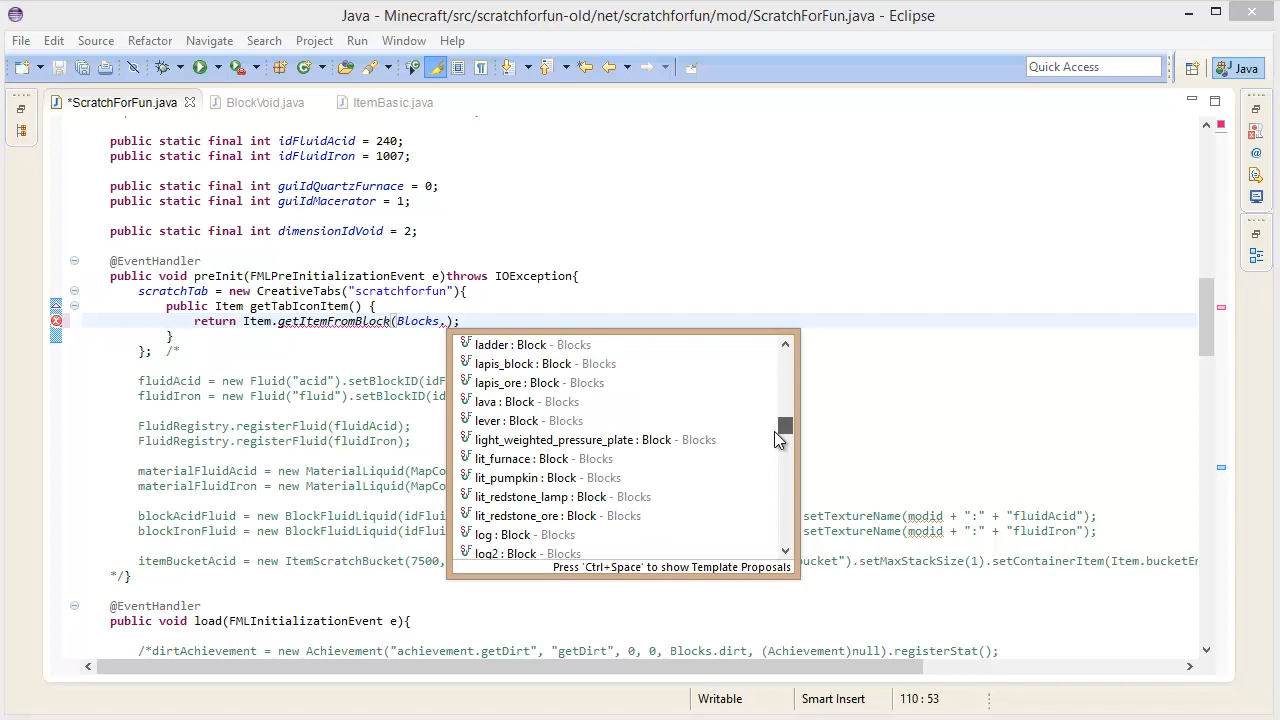 Java - Minecraft/src/scratchforfun-old/net/scratchforfun/mod/ScratchForFun.java - Eclipse
File Edit Source Refactor Navigate Search Project Run Window Help
Quick Access
Java
*ScratchForFun.java BlockVoid.java ItemBasic.java
public static final int idFluidAcid = 240;
public static final int idFluidIron = 1007;
public static final int guiIdQuartzFurnace = 0;
public static final int guiIdMacerator = 1;
public static final int dimensionIdVoid = 2;
@EventHandler
public void preInit(FMLPreInitializationEvent e)throws IOException{
scratchTab = new CreativeTabs("scratchforfun"){
public Item getTabIconItem() {
return Item.getItemFromBlock(Blocks.);
}
}; /*
ladder : Block - Blocks
lapis_block : Block - Blocks
lapis_ore : Block - Blocks
lava : Block - Blocks
lever : Block - Blocks
light_weighted_pressure_plate : Block - Blocks
lit_furnace : Block - Blocks
lit_pumpkin : Block - Blocks
lit_redstone_lamp : Block - Blocks
lit_redstone_ore : Block - Blocks
log : Block - Blocks
log2 : Block - Blocks
Press 'Ctrl+Space' to show Template Proposals
fluidAcid = new Fluid("acid").setBlockID(idF
fluidIron = new Fluid("fluid").setBlockID(id
FluidRegistry.registerFluid(fluidAcid);
FluidRegistry.registerFluid(fluidIron);
materialFluidAcid = new MaterialLiquid(MapCo
materialFluidIron = new MaterialLiquid(MapCo
blockAcidFluid = new BlockFluidLiquid(idFlui setTextureName(modid + ":" + "fluidAcid");
blockIronFluid = new BlockFluidLiquid(idFlui setTextureName(modid + ":" + "fluidIron");
itemBucketAcid = new ItemScratchBucket(7500, bucket").setMaxStackSize(1).setContainerItem(Item.bucketEm
*/}
@EventHandler
public void load(FMLInitializationEvent e){
/*dirtAchievement = new Achievement("achievement.getDirt", "getDirt", 0, 0, Blocks.dirt, (Achievement)null).registerStat();
Writable Smart Insert 110 : 53